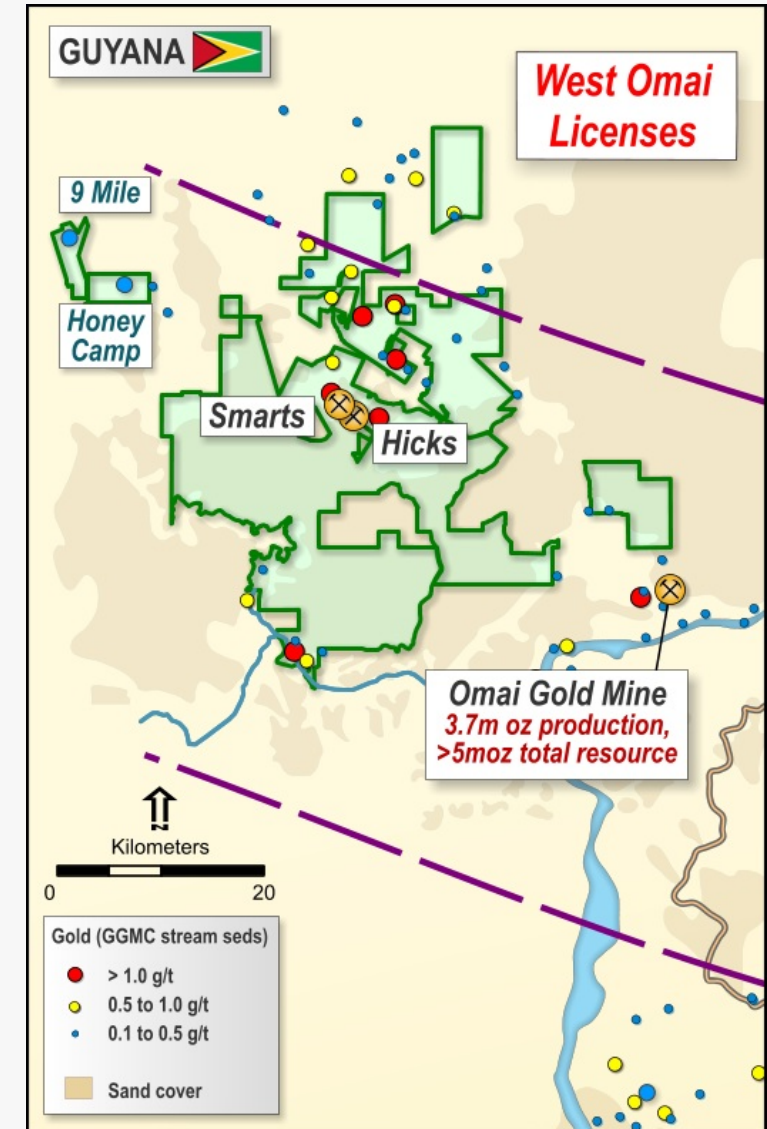 GUYANA
West Omai
Licenses
9 Mile
Honey
Camp
Smarts
Hicks
Omai Gold Mine
3.7m oz production,
>5moz total resource
Kilometers
0 20
Gold (GGMC stream seds)
> 1.0 g/t
0.5 to 1.0 g/t
0.1 to 0.5 g/t
Sand cover